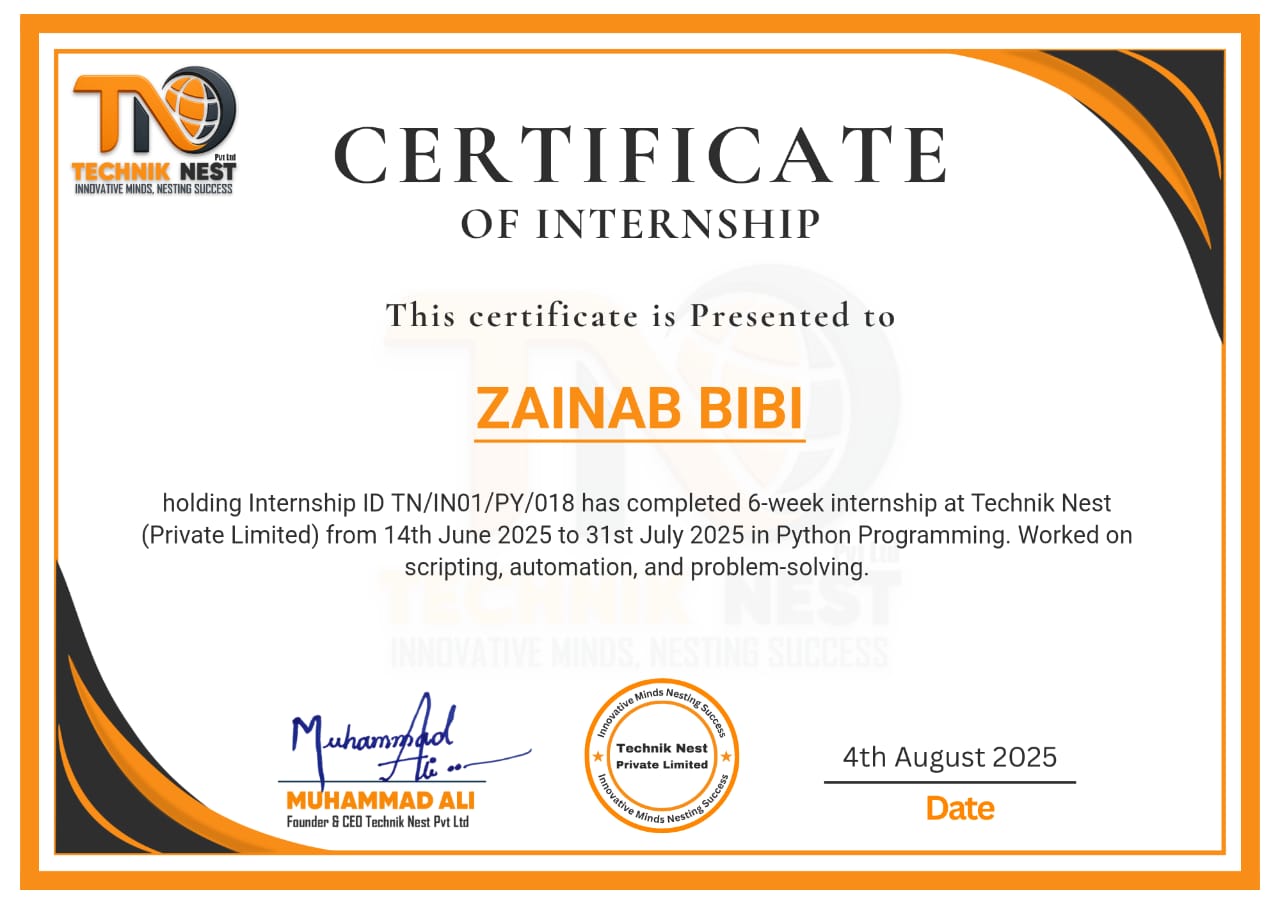 TN
Pvt Ltd
TECHNIK NEST
INNOVATIVE MINDS, NESTING SUCCESS
CERTIFICATE
OF INTERNSHIP
This certificate is Presented to
ZAINAB BIBI
holding Internship ID TN/IN01/PY/018 has completed 6-week internship at Technik Nest
(Private Limited) from 14th June 2025 to 31st July 2025 in Python Programming. Worked on
scripting, automation, and problem-solving.
TN
Pvt Ltd
TECHNIK NEST
INNOVATIVE MINDS, NESTING SUCCESS
Muhammad
Ali
MUHAMMAD ALI
Founder & CEO Technik Nest Pvt Ltd
Innovative Minds Nesting Success
Technik Nest
Private Limited
Innovative Minds Nesting Success
4th August 2025
Date